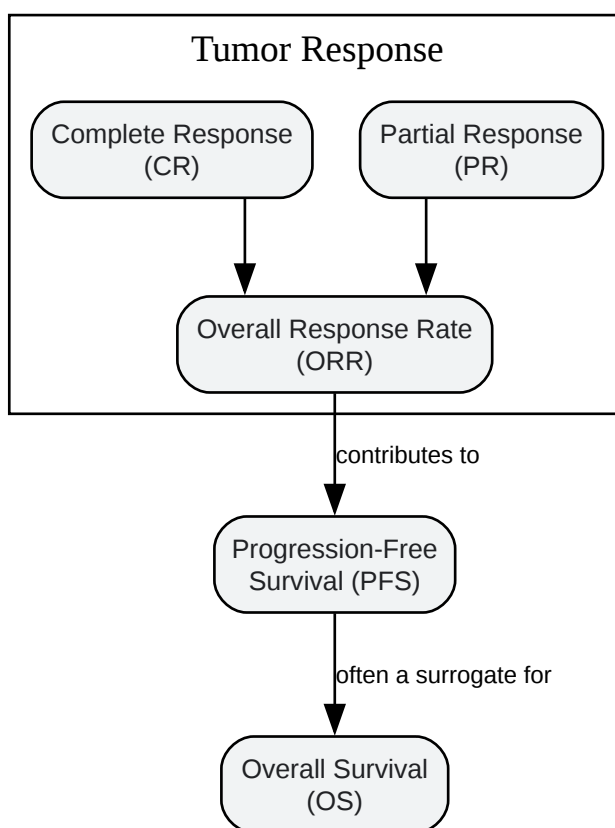 Tumor Response
Complete Response
(CR)
Partial Response
(PR)
Overall Response Rate
(ORR)
contributes to
Progression-Free
Survival (PFS)
often a surrogate for
Overall Survival
(OS)